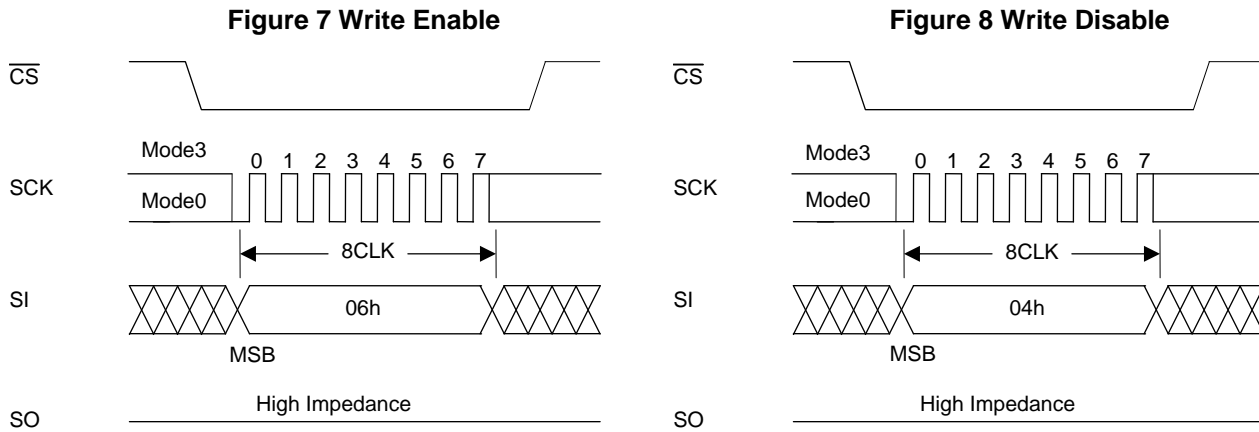 Figure 7 Write Enable
CS
Mode3
0 1 2 3 4 5 6 7
SCK
Mode0
8CLK
SI
06h
MSB
High Impedance
SO
Figure 8 Write Disable
CS
Mode3
0 1 2 3 4 5 6 7
SCK
Mode0
8CLK
SI
04h
MSB
High Impedance
SO